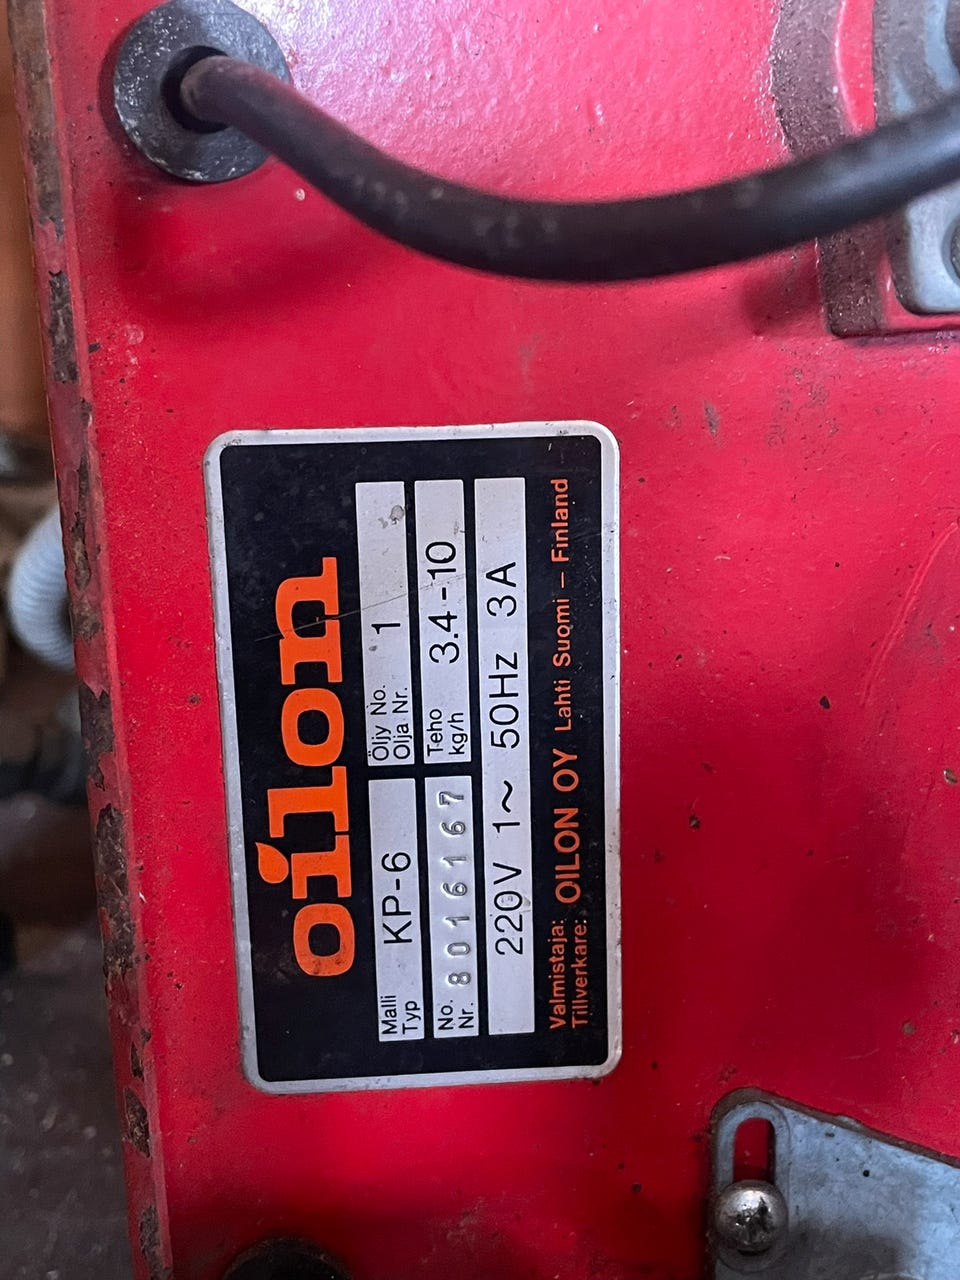 oilon
Malli
Typ
KP-6
Öljy No.
Olja Nr.
1
No.
Nr.
8016167
Teho
kg/h
3.4-10
220V 1~ 50Hz 3A
Valmistaja:
Tillverkare:
OILON OY Lahti Suomi – Finland